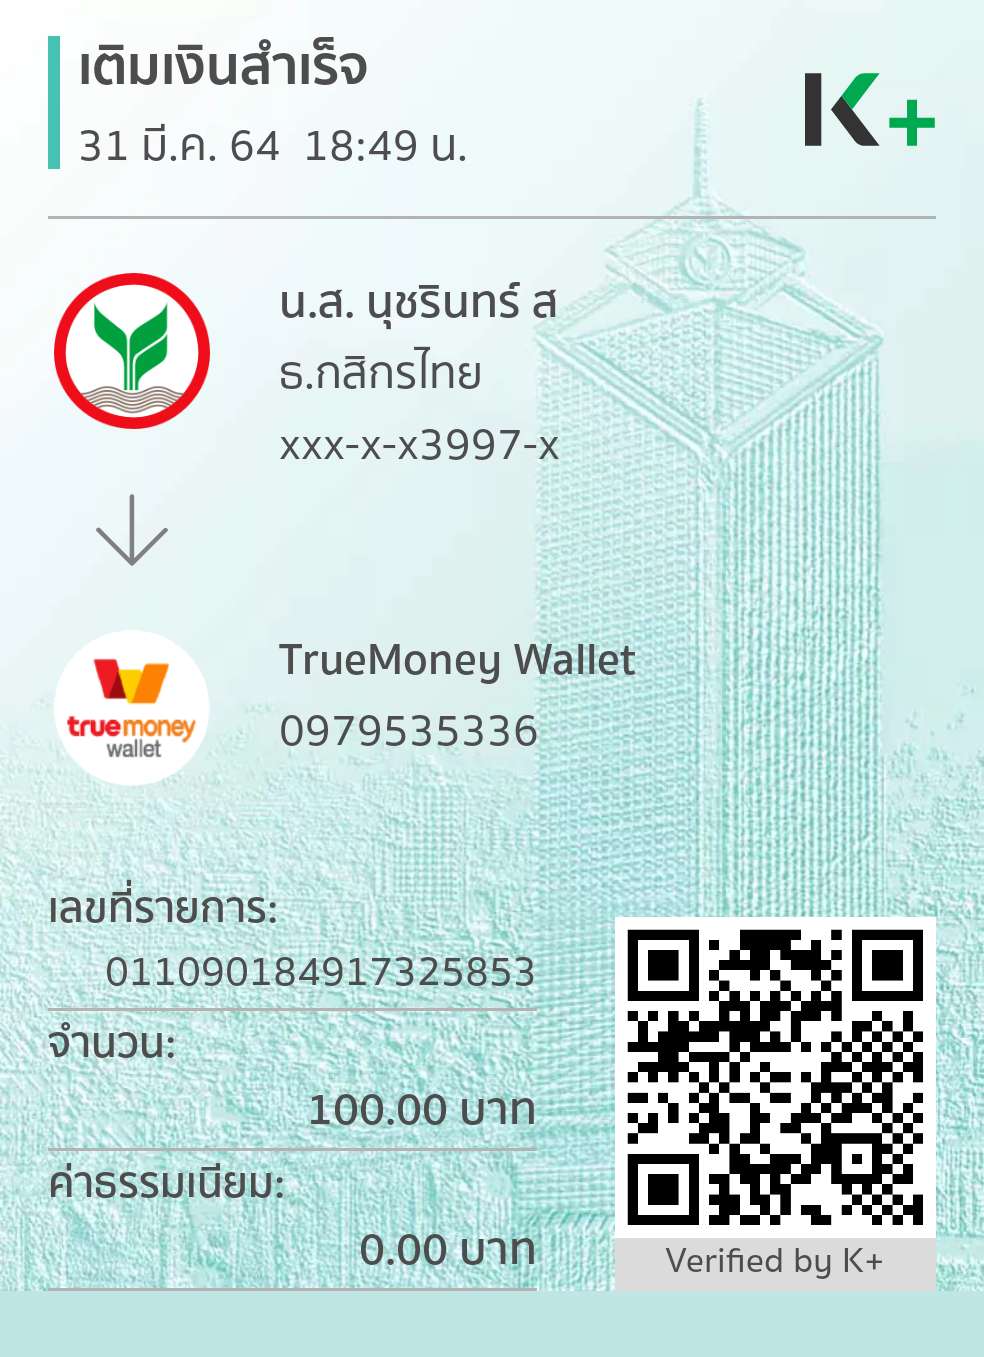 เติมเงินสำเร็จ
31 มี.ค. 64 18:49 น.
K+
น.ส. นุชรินทร์ ส
ธ.กสิกรไทย
xxx-x-x3997-x
TrueMoney Wallet
0979535336
truemoney
wallet
เลขที่รายการ:
011090184917325853
จำนวน:
100.00 บาท
ค่าธรรมเนียม:
0.00 บาท
Verified by K+